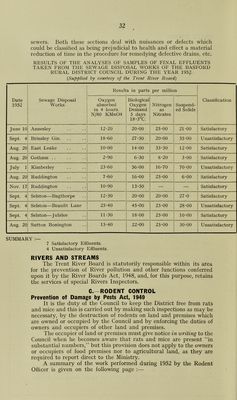 32
sewers. Both these sections deal with nuisances or defects which
could be classified as being prejudicial to health and effect a material
reduction of time in the procedure for remedying defective drains, etc.
RESULTS OF THE ANALYSES OF SAMPLES OF FINAL EFFLUENTS
TAKEN FROM THE SEWAGE DISPOSAL WORKS OF THE BASFORD
RURAL DISTRICT COUNCIL DURING THE YEAR 1952
(Supplied by courtesy of the Trent River Board)
Results in parts per million
Date 1952 Sewage Disposal Works Oxygen absorbed in 4 hours N/80 KMnO4 Biological Oxygen Demand 5 days 18·3°C Nitrogen as Nitrates Suspended Solids Classification
June 10 Annesley 12·20 20·00 23·00 21·00 Satisfactory
Sept. 4 Brinsley Gin 18·60 27·30 20·00 33·00 Unsatisfactory
Aug. 20 East Leake 10·00 14·00 33·30 12·00 Satisfactory
Aug. 20 Gotham 2·90 6·30 4·20 3·00 Satisfactory
July 1 Kimberley 23·60 36·00 16·70 70·00 Unsatisfactory
Aug. 20 Ruddington 7·60 16·00 25·00 6·00 Satisfactory
Nov. 17 Ruddington 10·90 13·50 — — Satisfactory
Sept. 4 Selston—Bagthorpe 12·30 20·00 20·00 27·0 Satisfactory
Sept. 4 Selston—Beaufit Lane 23·40 45·00 25·00 28·00 Unsatisfactory
Sept. 4 Selston—Jubilee 11·30 18·00 25·00 10·00 Satisfactory
Aug. 20 Sutton Bonington 13·40 22·00 25·00 30·00 Unsatisfactory
SUMMARY :—
7 Satisfactory Effluents.
4 Unsatisfactory Effluents.
RIVERS AND STREAMS
The Trent River Board is statutorily responsible within its area
for the prevention of River pollution and other functions conferred
upon it by the River Boards Act, 1948, and, for this purpose, retains
the services of special Rivers Inspectors.
G.—RODENT CONTROL
Prevention of Damage by Pests Act, 1949
It is the duty of the Council to keep the District free from rats
and mice and this is carried out by making such inspections as may be
necessary, by the destruction of rodents on land and premises which
are owned or occupied by the Council and by enforcing the duties of
owners and occupiers of other land and premises.
The occupier of land or premises must give notice in writing to the
Council when he becomes aware that rats and mice are present "in
substantial numbers," but this provision does not apply to the owners
or occupiers of food premises nor to agricultural land, as they are
required to report direct to the Ministry.
A summary of the work performed during 1952 by the Rodent
Officer is given on the following page :—